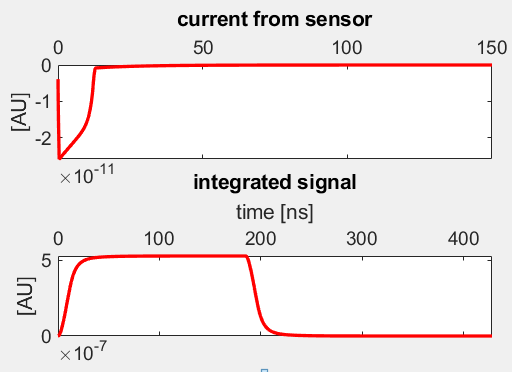 current from sensor
0 50 100 150
0
-1
-2
[AU]
×10-11
integrated signal
time [ns]
0 100 200 300 400
5
0
[AU]
×10-7